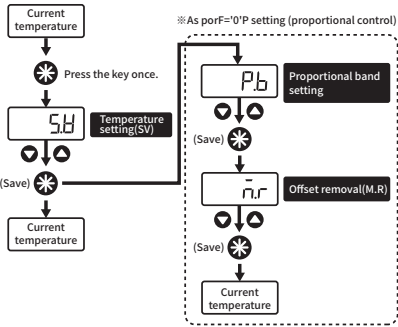 Current
temperature
※As porF='0'P setting (proportional control)
Press the key once.
S.V
Temperature
setting(SV)
(Save)
Current
temperature
P.b
Proportional band
setting
(Save)
m.r
Offset removal(M.R)
(Save)
Current
temperature